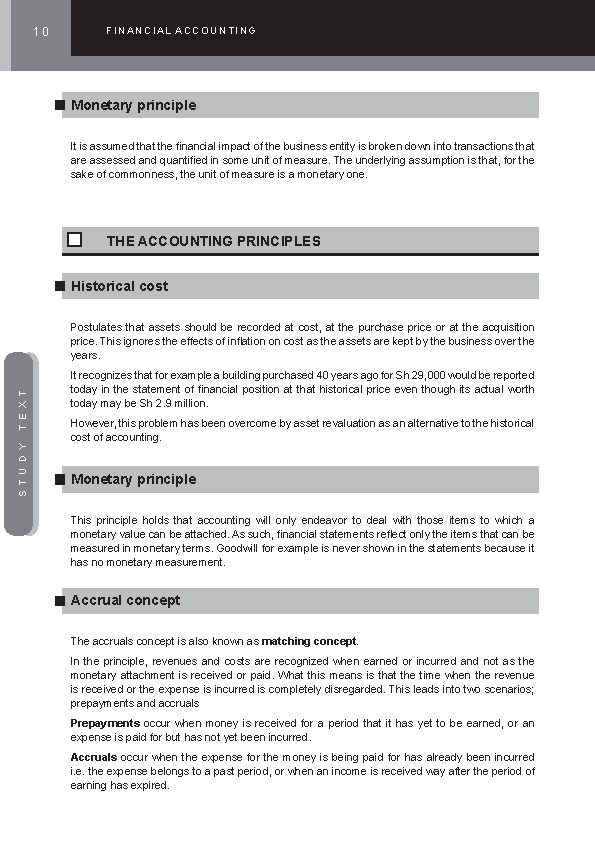 10
FINANCIAL ACCOUNTING
Monetary principle
It is assumed that the financial impact of the business entity is broken down into transactions that
are assessed and quantified in some unit of measure. The underlying assumption is that, for the
sake of commonness, the unit of measure is a monetary one.
THE ACCOUNTING PRINCIPLES
Historical cost
Postulates that assets should be recorded at cost, at the purchase price or at the acquisition
price. This ignores the effects of inflation on cost as the assets are kept by the business over the
years.
It recognizes that for example a building purchased 40 years ago for Sh 29,000 would be reported
today in the statement of financial position at that historical price even though its actual worth
today may be Sh 2.9 million.
However, this problem has been overcome by asset revaluation as an alternative to the historical
cost of accounting.
STUDY TEXT
Monetary principle
This principle holds that accounting will only endeavor to deal with those items to which a
monetary value can be attached. As such, financial statements reflect only the items that can be
measured in monetary terms. Goodwill for example is never shown in the statements because it
has no monetary measurement.
Accrual concept
The accruals concept is also known as matching concept.
In the principle, revenues and costs are recognized when earned or incurred and not as the
monetary attachment is received or paid. What this means is that the time when the revenue
is received or the expense is incurred is completely disregarded. This leads into two scenarios;
prepayments and accruals
Prepayments occur when money is received for a period that it has yet to be earned, or an
expense is paid for but has not yet been incurred.
Accruals occur when the expense for the money is being paid for has already been incurred
i.e. the expense belongs to a past period, or when an income is received way after the period of
earning has expired.